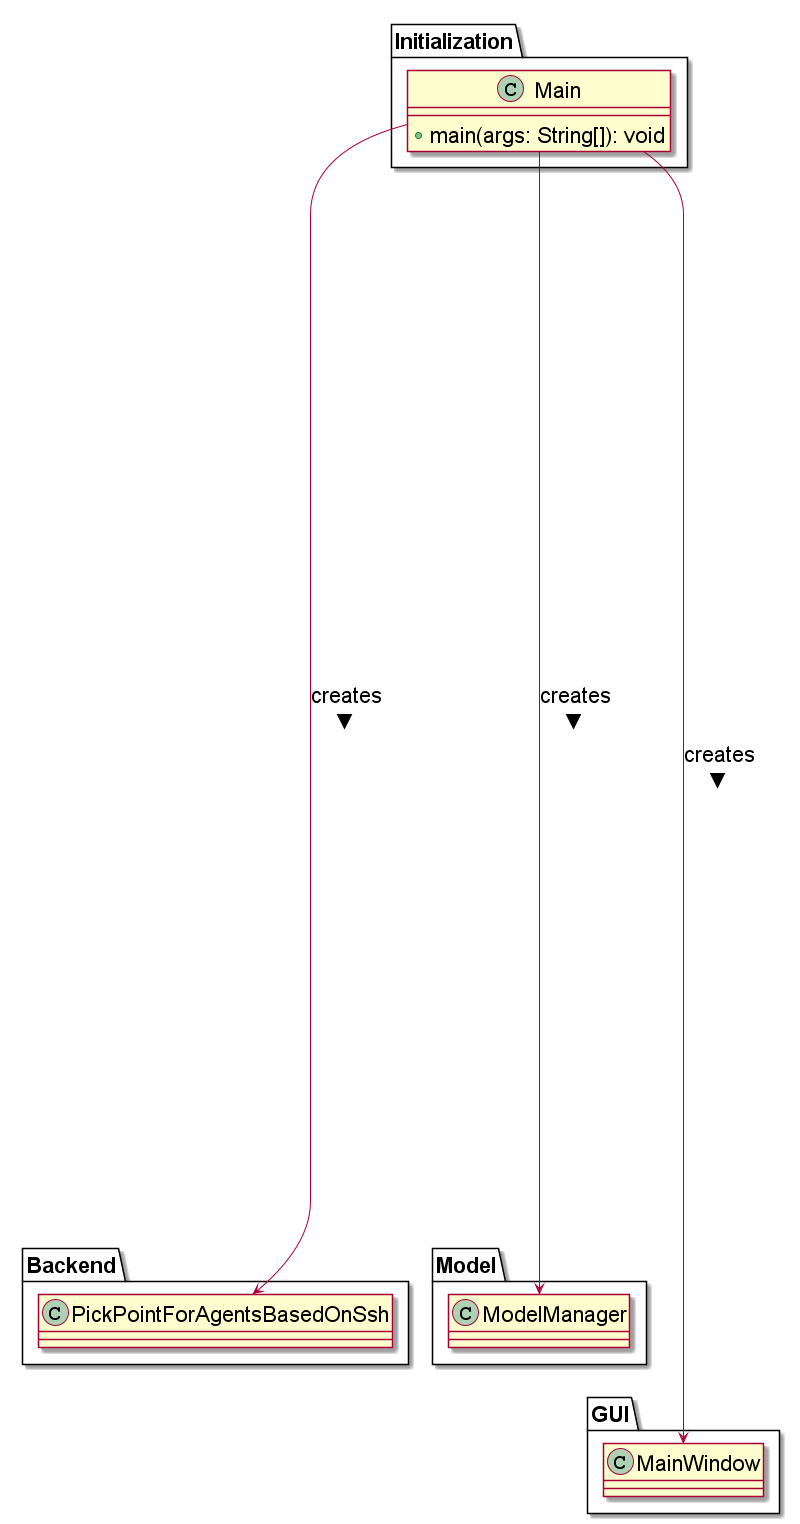 Initialization
C Main
main(args: String[]): void
creates
creates
creates
Backend
C PickPointForAgentsBasedOnSsh
Model
C ModelManager
GUI
C MainWindow